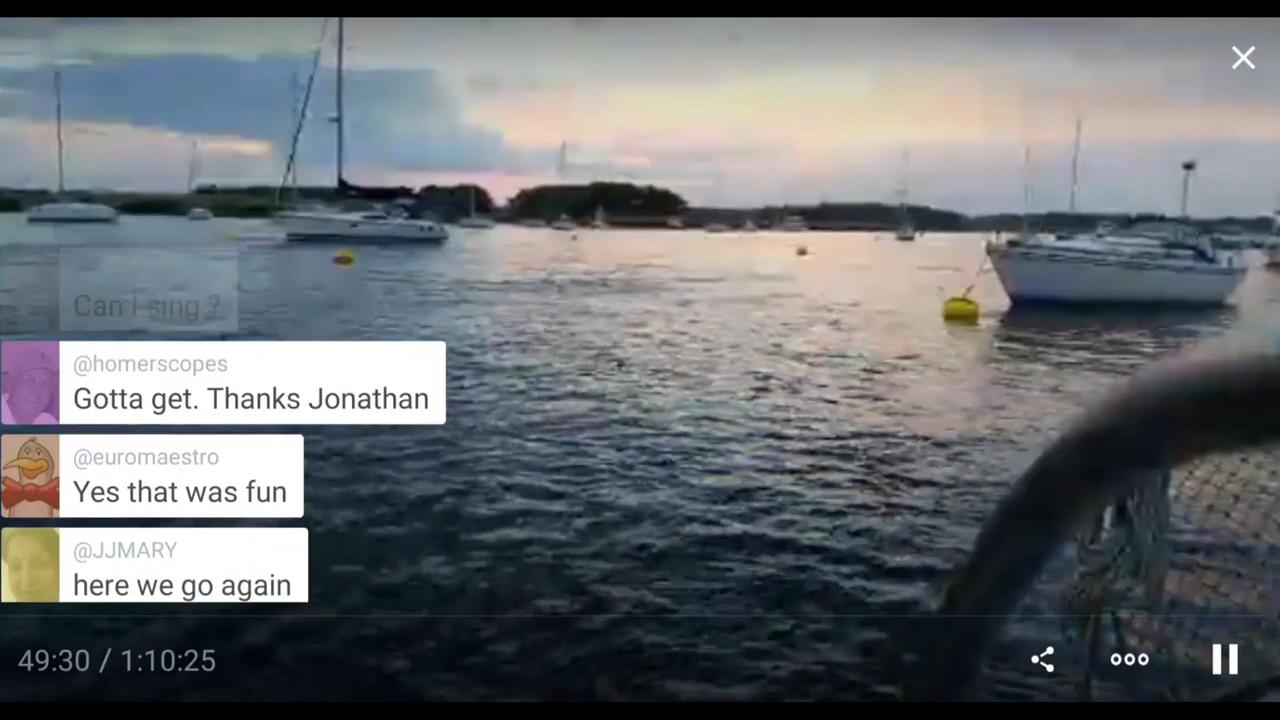 Can i sing ?
@homerscopes
Gotta get. Thanks Jonathan
@euromaestro
Yes that was fun
@JJMARY
here we go again
49:30 / 1:10:25